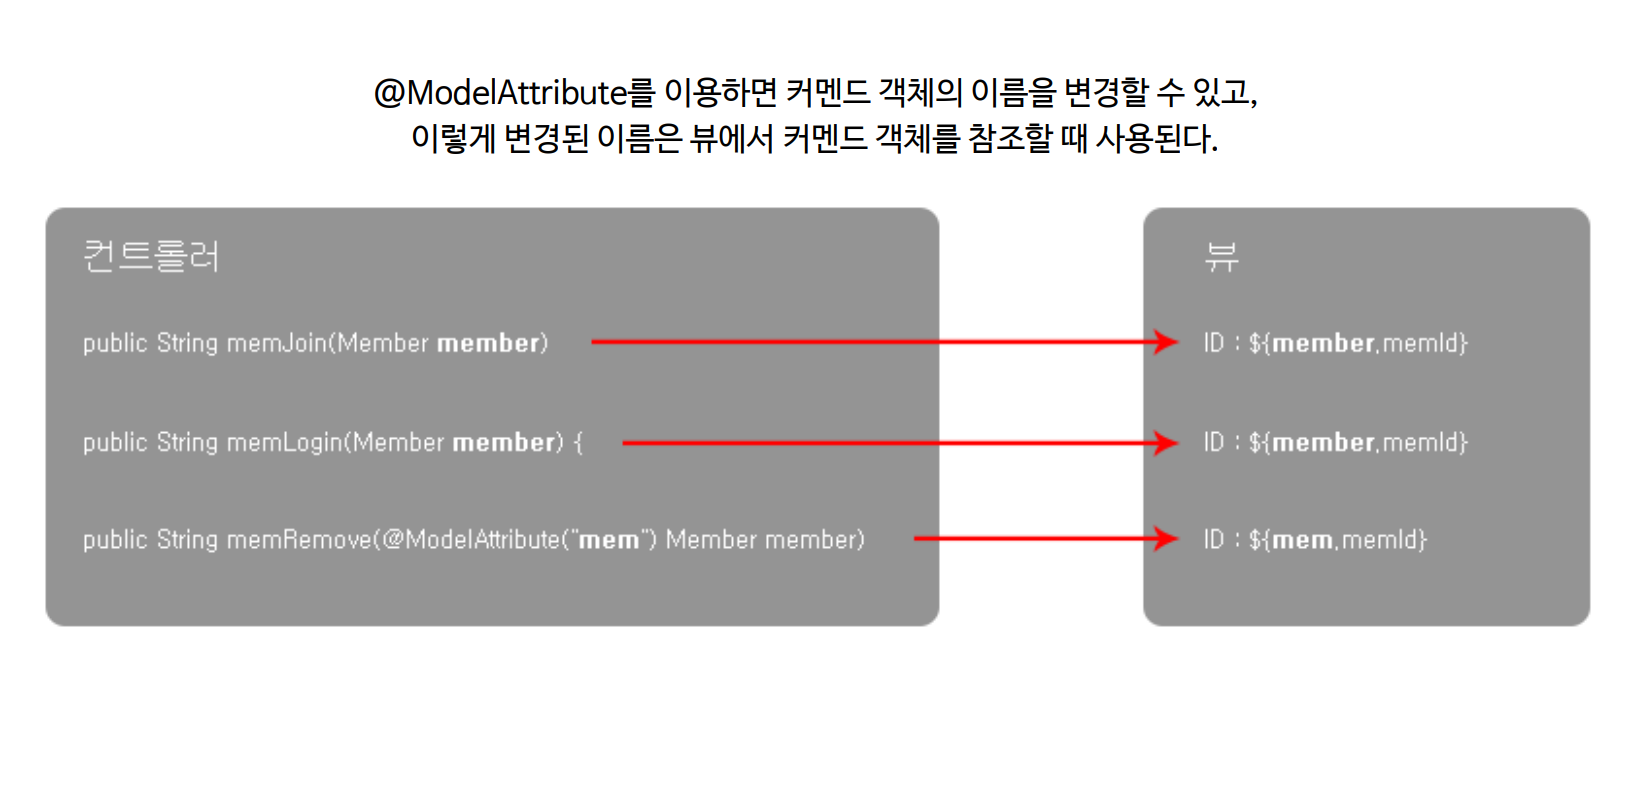 @ModelAttribute를 이용하면 커멘드 객체의 이름을 변경할 수 있고,
이렇게 변경된 이름은 뷰에서 커멘드 객체를 참조할 때 사용된다.
컨트롤러
public String memJoin(Member member)
public String memLogin(Member member) {
public String memRemove(@ModelAttribute("mem") Member member)
뷰
ID : ${member.memId}
ID : ${member.memId}
ID : ${mem.memId}